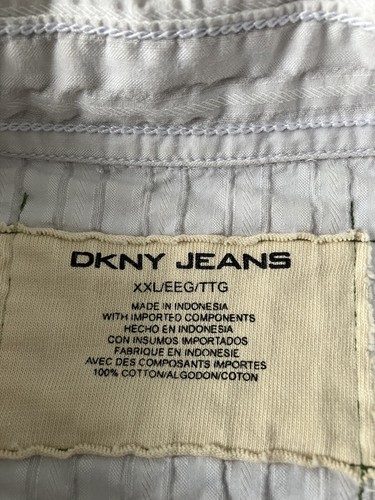 DKNY JEANS
XXL/EEG/TTG
MADE IN INDONESIA
WITH IMPORTED COMPONENTS
HECHO EN INDONESIA
CON INSUMOS IMPORTADOS
FABRIQUE EN INDONESIE
AVEC DES COMPOSANTS IMPORTES
100% COTTON/ALGODON/COTON